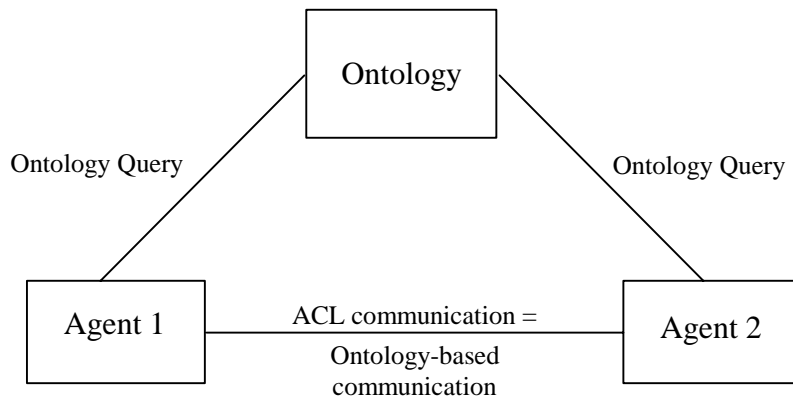 Ontology
Ontology Query
Ontology Query
Agent 1
ACL communication =
Ontology-based
communication
Agent 2